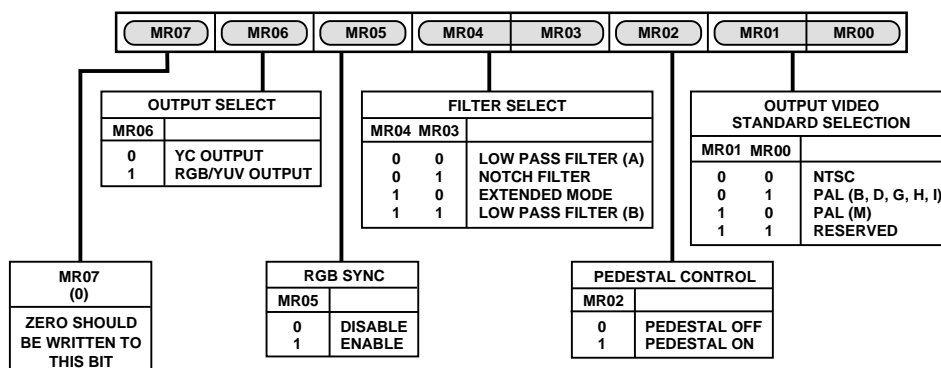 MR07 MR06 MR05 MR04 MR03 MR02 MR01 MR00
OUTPUT SELECT
MR06
0 YC OUTPUT
1 RGB/YUV OUTPUT
FILTER SELECT
MR04 MR03
0 0 LOW PASS FILTER (A)
0 1 NOTCH FILTER
1 0 EXTENDED MODE
1 1 LOW PASS FILTER (B)
OUTPUT VIDEO
STANDARD SELECTION
MR01 MR00
0 0 NTSC
0 1 PAL (B, D, G, H, I)
1 0 PAL (M)
1 1 RESERVED
MR07
(0)
ZERO SHOULD
BE WRITTEN TO
THIS BIT
RGB SYNC
MR05
0 DISABLE
1 ENABLE
PEDESTAL CONTROL
MR02
0 PEDESTAL OFF
1 PEDESTAL ON